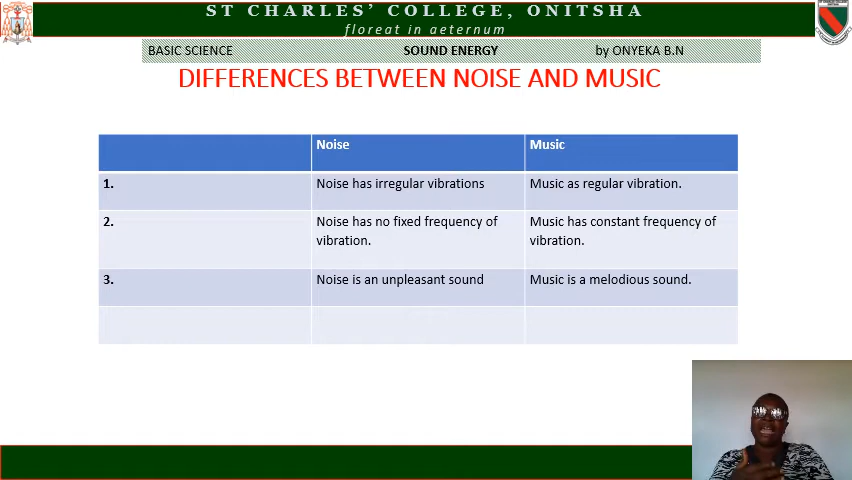 ST CHARLES’ COLLEGE, ONITSHA
floreat in aeternum
BASIC SCIENCE SOUND ENERGY by ONYEKA B.N
DIFFERENCES BETWEEN NOISE AND MUSIC
Noise Music
1. Noise has irregular vibrations Music as regular vibration.
2. Noise has no fixed frequency of vibration. Music has constant frequency of vibration.
3. Noise is an unpleasant sound Music is a melodious sound.